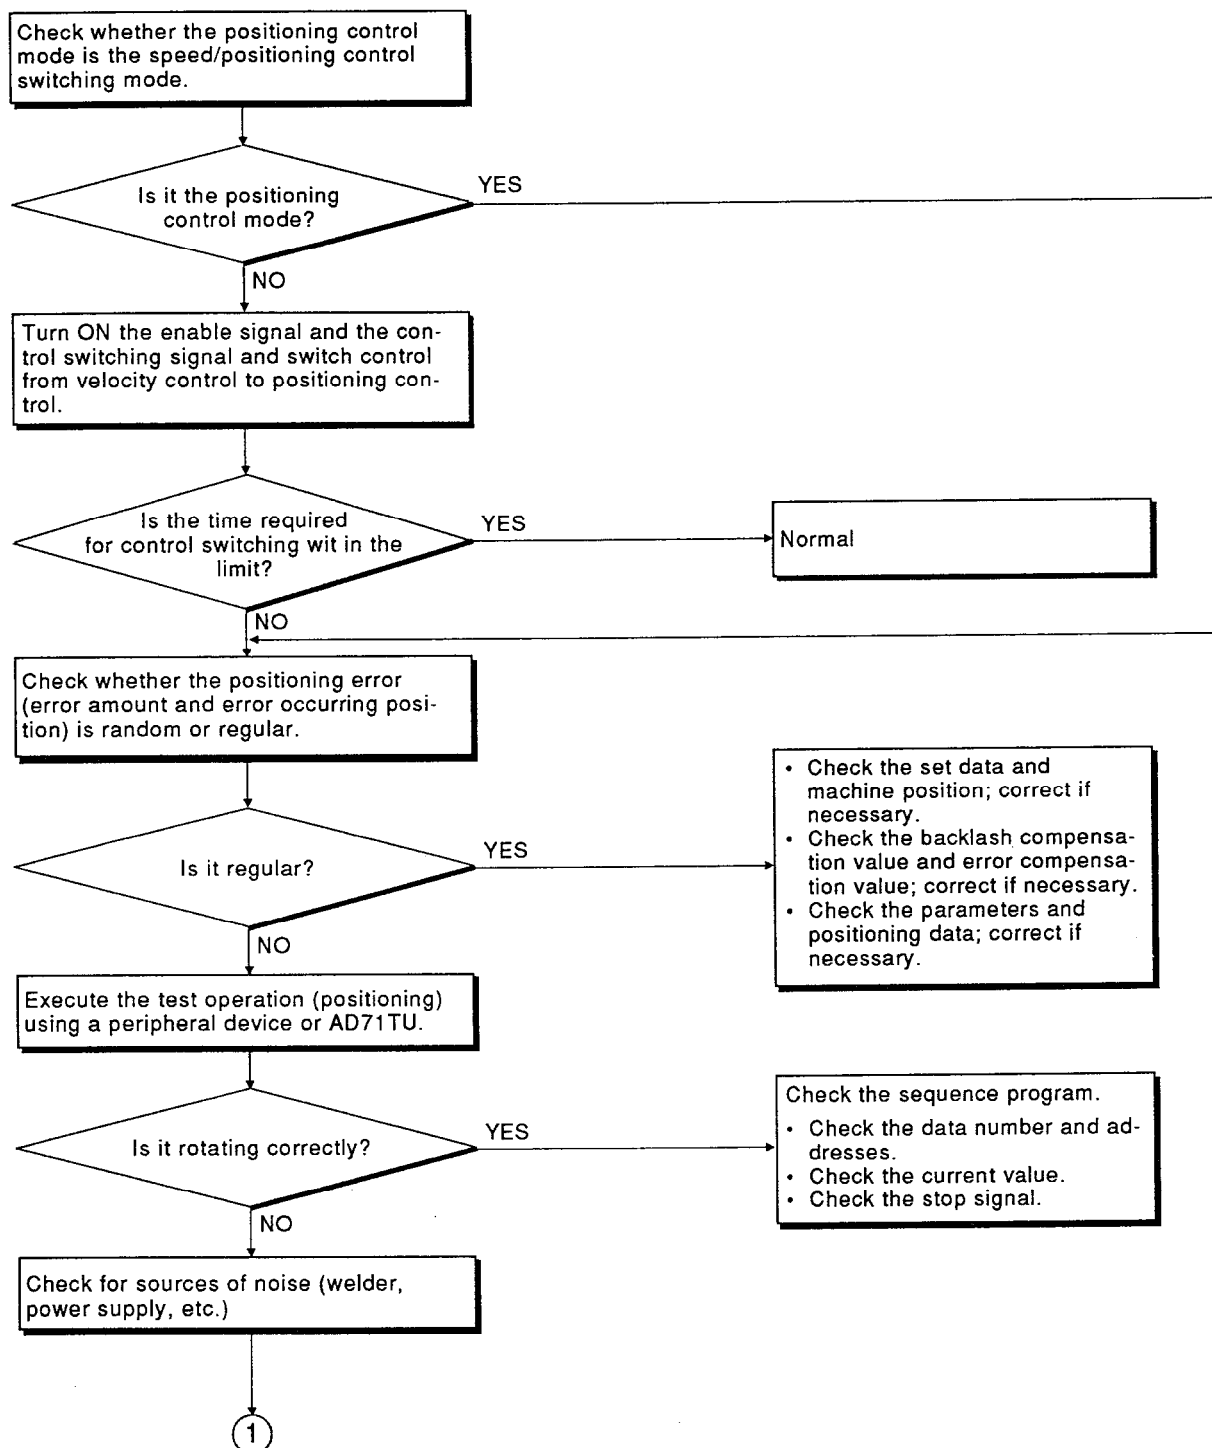 Check whether the positioning control
mode is the speed/positioning control
switching mode.
Is it the positioning
control mode?
YES
NO
Turn ON the enable signal and the con-
trol switching signal and switch control
from velocity control to positioning con-
trol.
Is the time required
for control switching wit in the
limit?
YES
Normal
NO
Check whether the positioning error
(error amount and error occurring posi-
tion) is random or regular.
Is it regular?
YES
• Check the set data and
machine position; correct if
necessary.
• Check the backlash compensa-
tion value and error compensa-
tion value; correct if necessary.
• Check the parameters and
positioning data; correct if
necessary.
NO
Execute the test operation (positioning)
using a peripheral device or AD71TU.
Is it rotating correctly?
YES
Check the sequence program.
• Check the data number and ad-
dresses.
• Check the current value.
• Check the stop signal.
NO
Check for sources of noise (welder,
power supply, etc.)
1